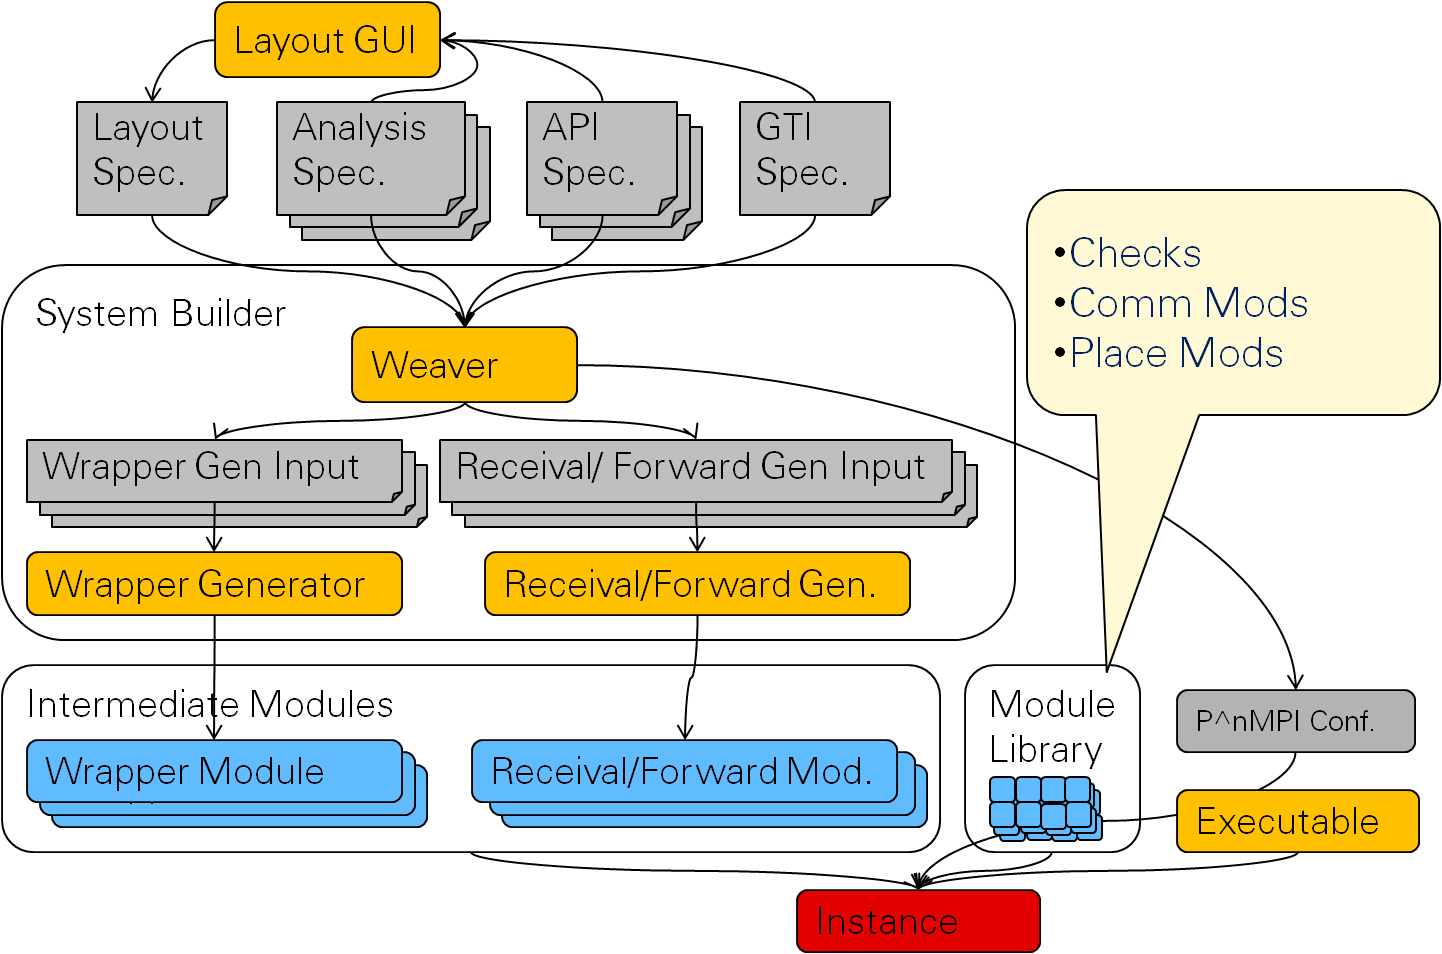 Layout GUI
Layout
Spec.
Analysis
Spec.
API
Spec.
GTI
Spec.
•Checks
•Comm Mods
•Place Mods
System Builder
Weaver
Wrapper Gen Input
Receival/ Forward Gen Input
Wrapper Generator
Receival/Forward Gen.
Intermediate Modules
Module
Library
P^nMPI Conf.
Wrapper Module
Receival/Forward Mod.
Executable
Instance